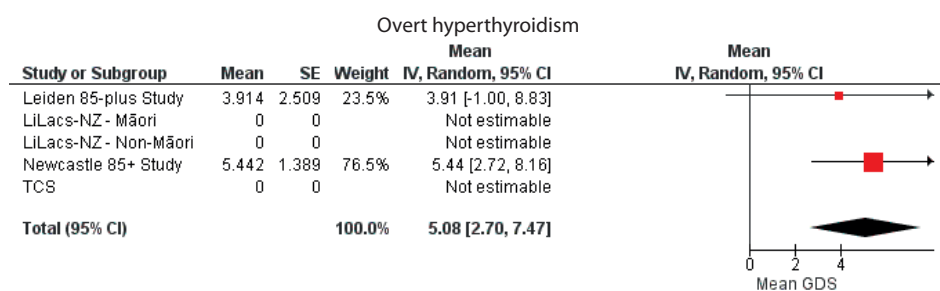 Overt hyperthyroidism
Mean Mean
Study or Subgroup Mean SE Weight IV, Random, 95% CI IV, Random, 95% CI
Leiden 85-plus Study 3.914 2.509 23.5% 3.91 [-1.00, 8.83]
LiLacs-NZ - Māori 0 0 Not estimable
LiLacs-NZ - Non-Māori 0 0 Not estimable
Newcastle 85+ Study 5.442 1.389 76.5% 5.44 [2.72, 8.16]
TCS 0 0 Not estimable
Total (95% CI) 100.0% 5.08 [2.70, 7.47]
0 2 4
Mean GDS